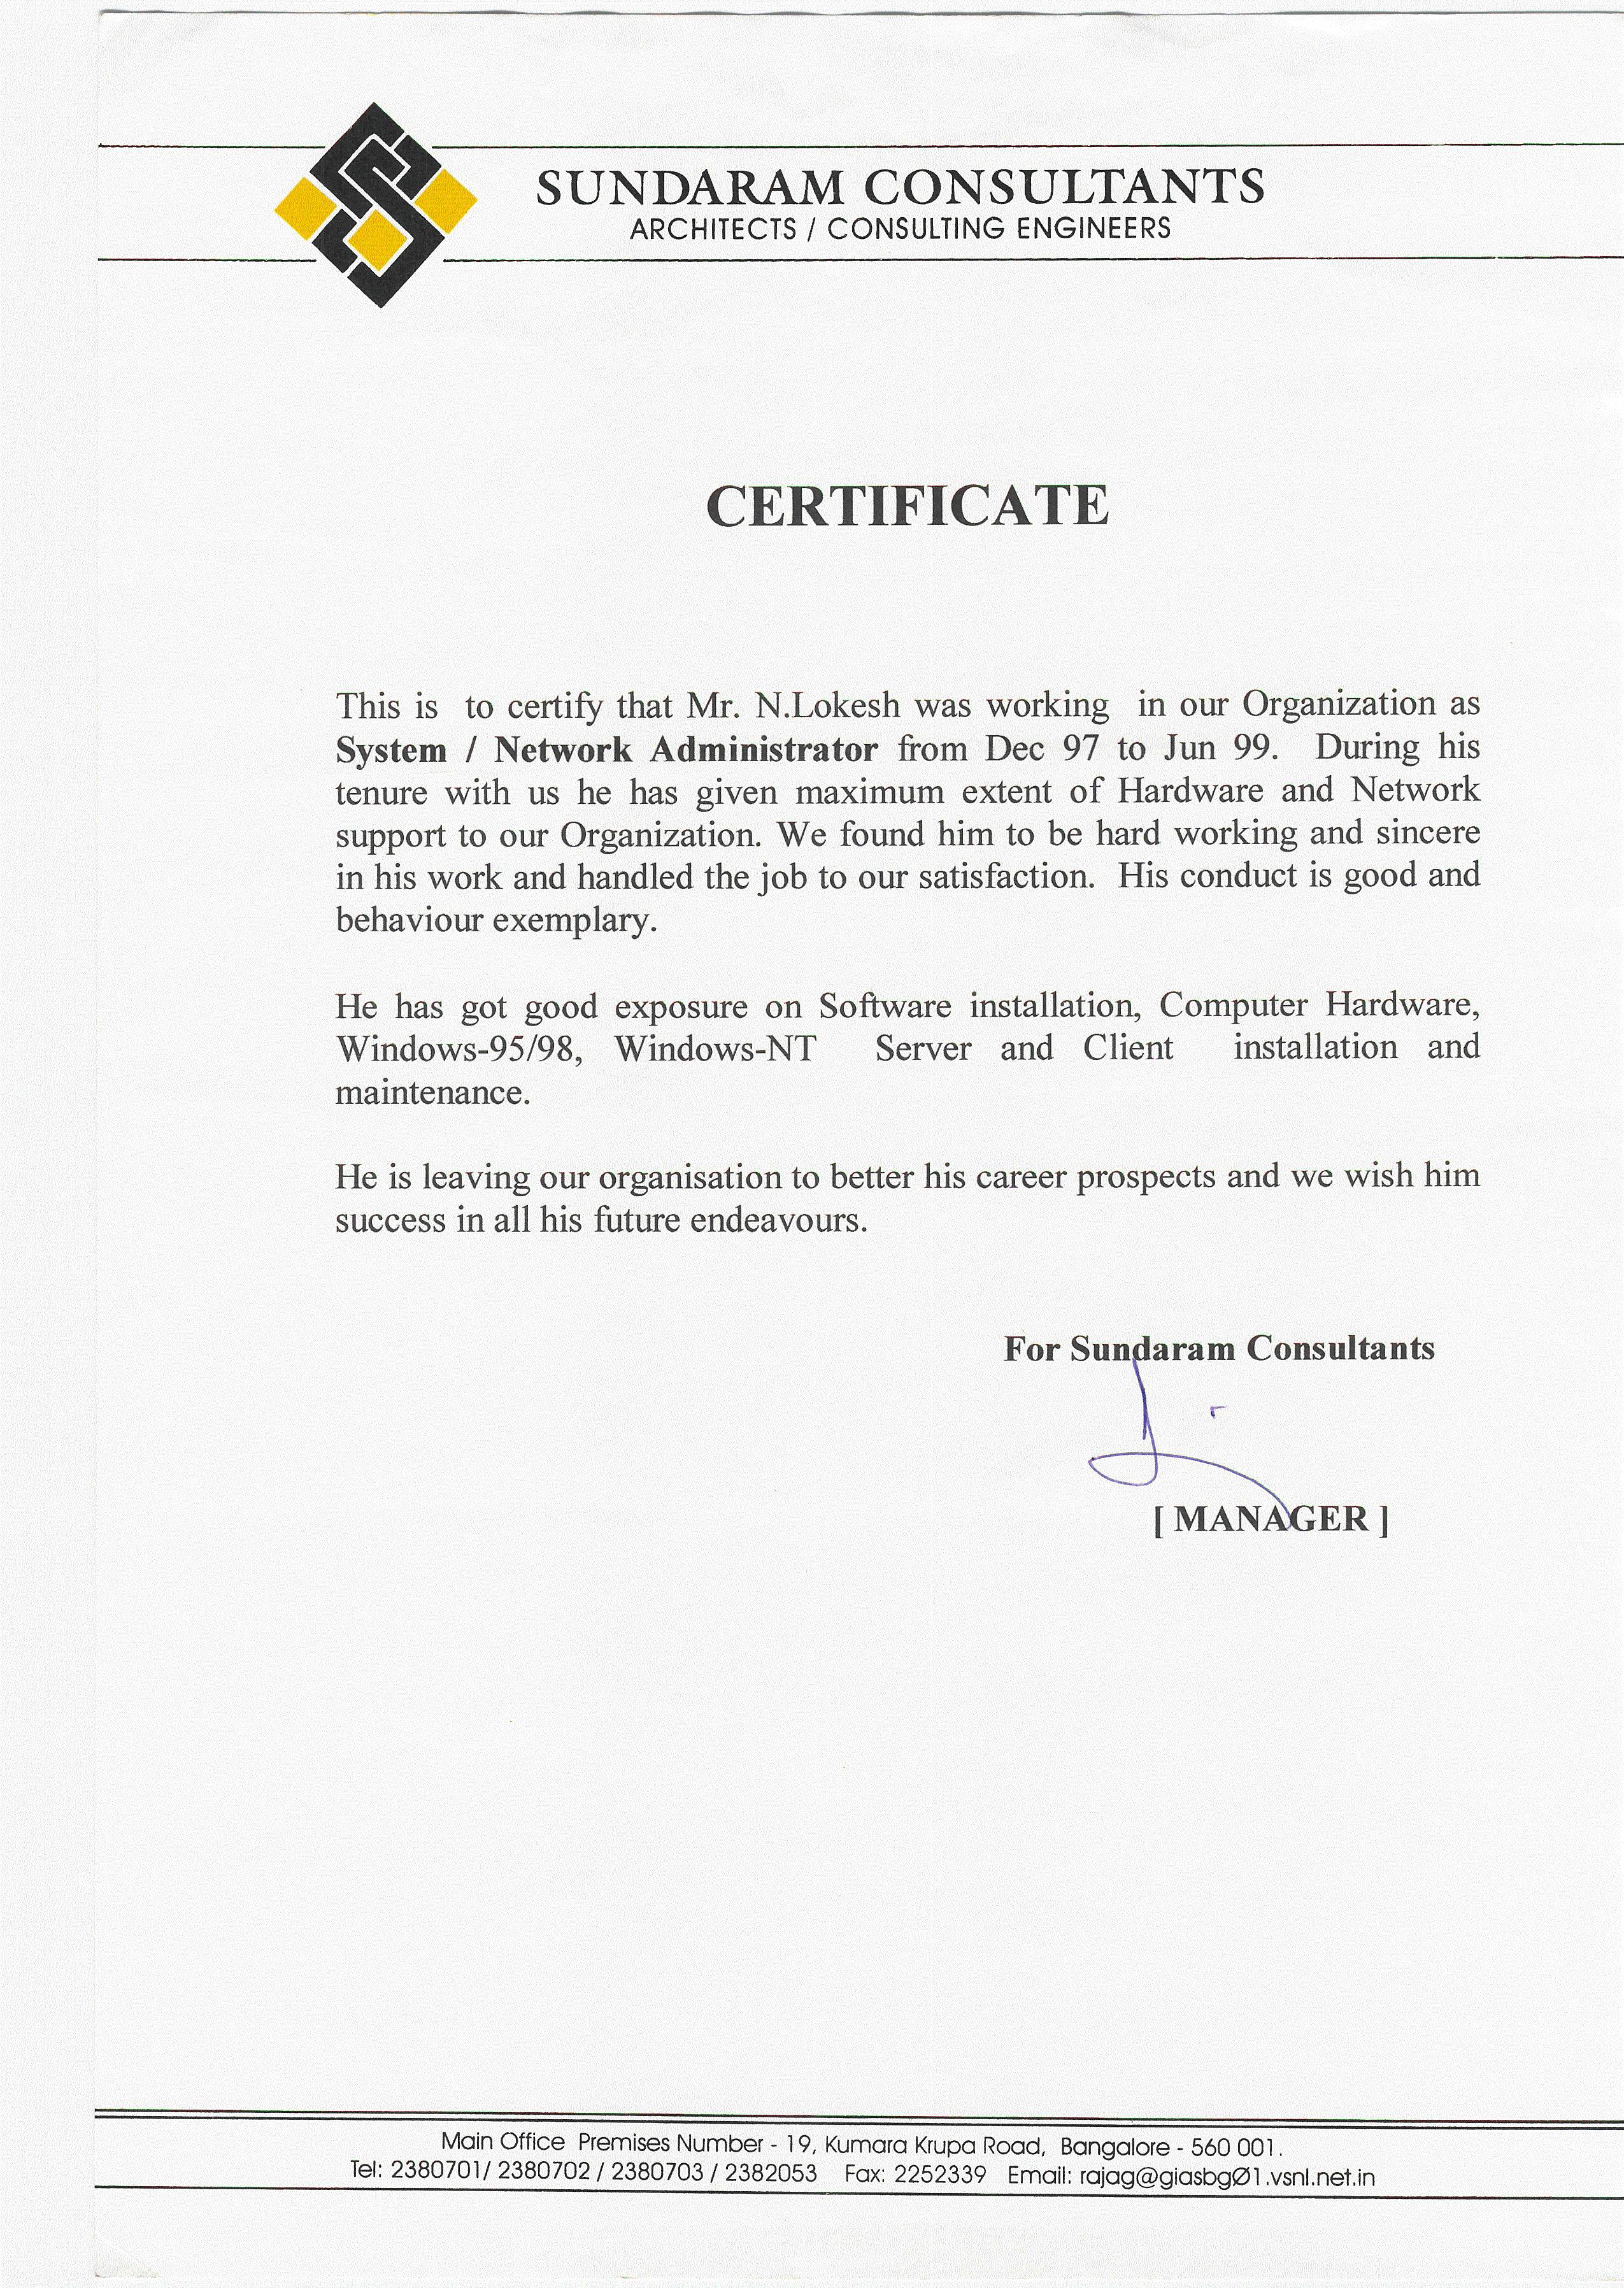 SUNDARAM CONSULTANTS
ARCHITECTS / CONSULTING ENGINEERS
CERTIFICATE
This is to certify that Mr. N.Lokesh was working in our Organization as
System / Network Administrator from Dec 97 to Jun 99. During his
tenure with us he has given maximum extent of Hardware and Network
support to our Organization. We found him to be hard working and sincere
in his work and handled the job to our satisfaction. His conduct is good and
behaviour exemplary.
He has got good exposure on Software installation, Computer Hardware,
Windows-95/98, Windows-NT Server and Client installation and
maintenance.
He is leaving our organisation to better his career prospects and we wish him
success in all his future endeavours.
For Sundaram Consultants
[ MANAGER ]
Main Office Premises Number - 19, Kumara Krupa Road, Bangalore - 560 001.
Tel: 2380701/ 2380702 / 2380703 / 2382053 Fax: 2252339 Email: rajag@giasbgØ1.vsnl.net.in